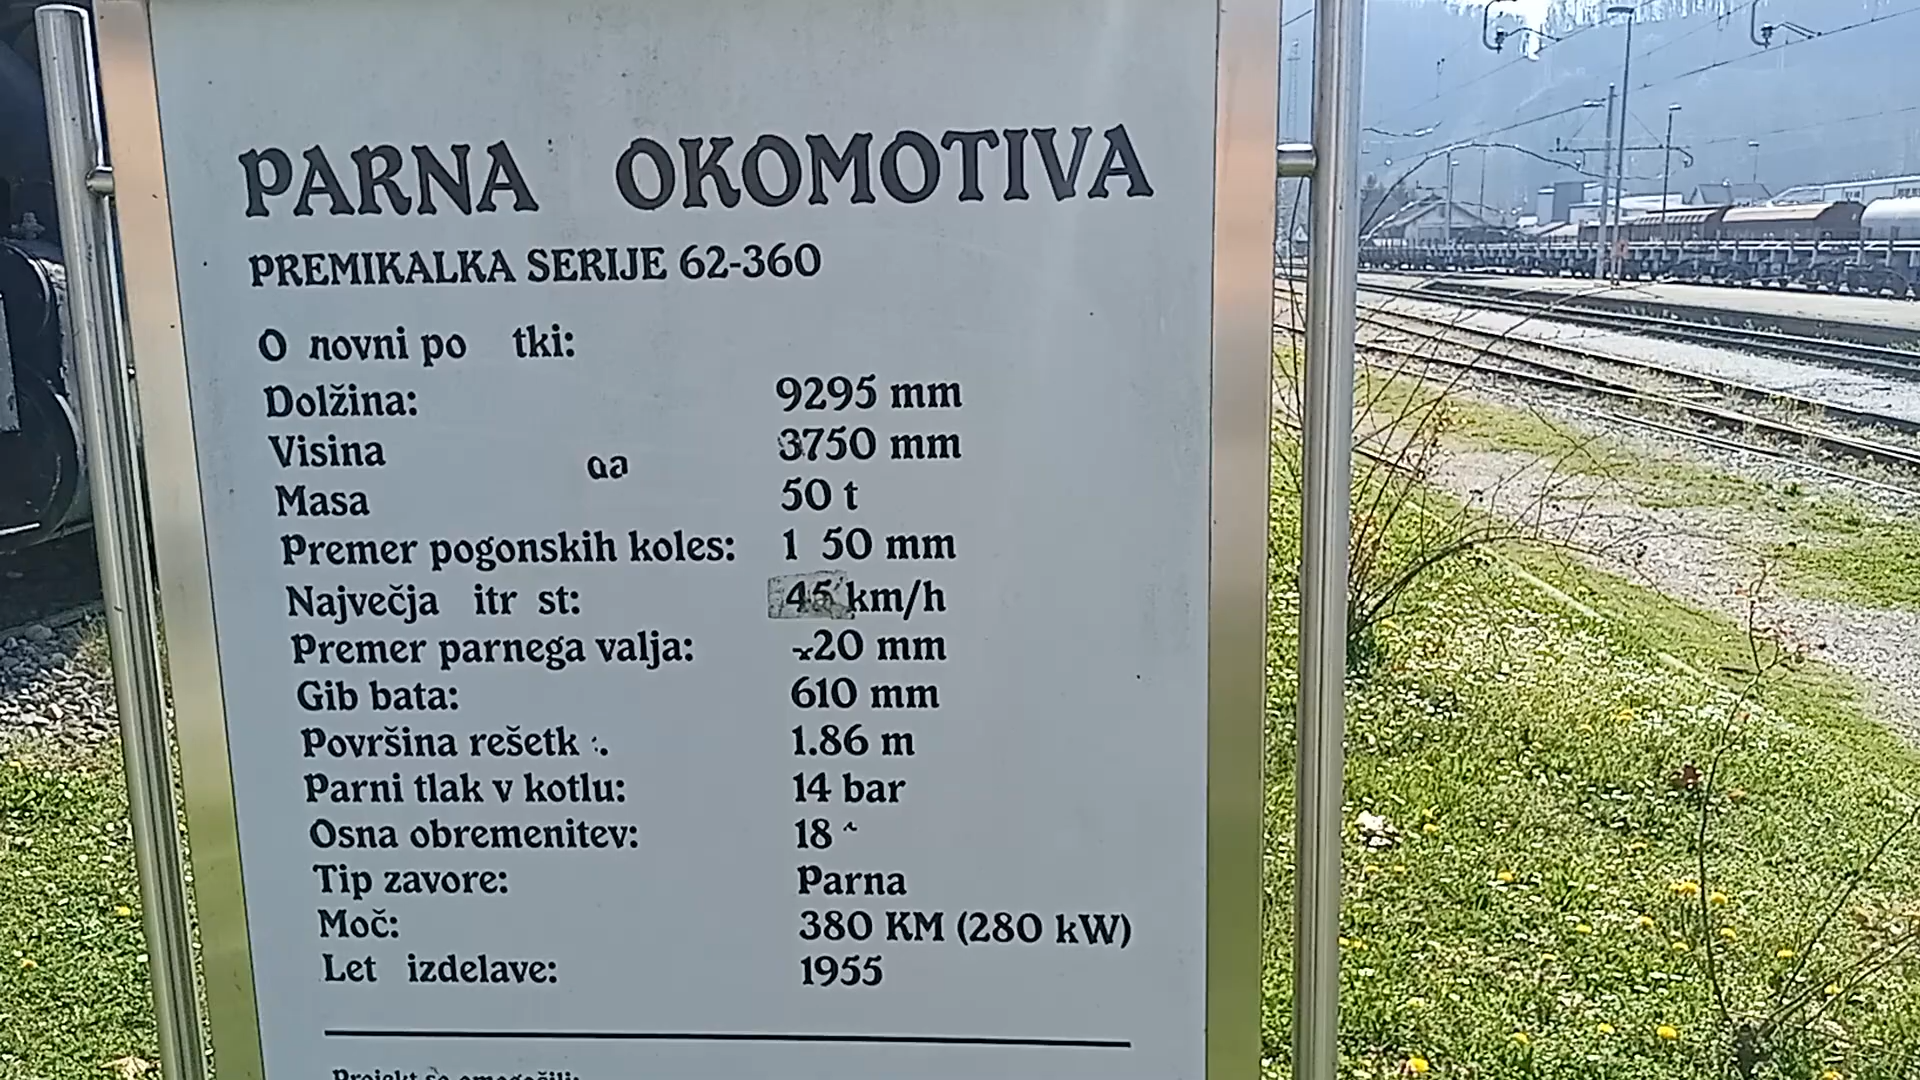 PARNA OKOMOTIVA
PREMIKALKA SERIJE 62-360
O novni po tki:
Dolžina: 9295 mm
Visina 3750 mm
Masa 50 t
Premer pogonskih koles: 1 50 mm
Največja itr st: 45 km/h
Premer parnega valja: 20 mm
Gib bata: 610 mm
Površina rešetk 1.86 m
Parni tlak v kotlu: 14 bar
Osna obremenitev: 18
Tip zavore: Parna
Moč: 380 KM (280 kW)
Let izdelave: 1955